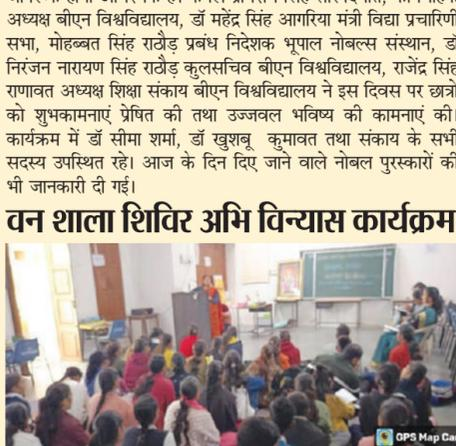 अध्यक्ष बीएन विश्वविद्यालय, डॉ महेंद्र सिंह आगरिया मंत्री विद्या प्रचारिणी
सभा, मोहब्बत सिंह राठौड़ प्रबंध निदेशक भूपाल नोबल्स संस्थान, डॉ
निरंजन नारायण सिंह राठौड़ कुलसचिव बीएन विश्वविद्यालय, राजेंद्र सिंह
राणावत अध्यक्ष शिक्षा संकाय बीएन विश्वविद्यालय ने इस दिवस पर छात्रों
को शुभकामनाएं प्रेषित की तथा उज्जवल भविष्य की कामनाएं की।
कार्यक्रम में डॉ सीमा शर्मा, डॉ खुशबू कुमावत तथा संकाय के सभी
सदस्य उपस्थित रहे। आज के दिन दिए जाने वाले नोबल पुरस्कारों की
भी जानकारी दी गई।
वन शाला शिविर अभि विन्यास कार्यक्रम
GPS Map Ca